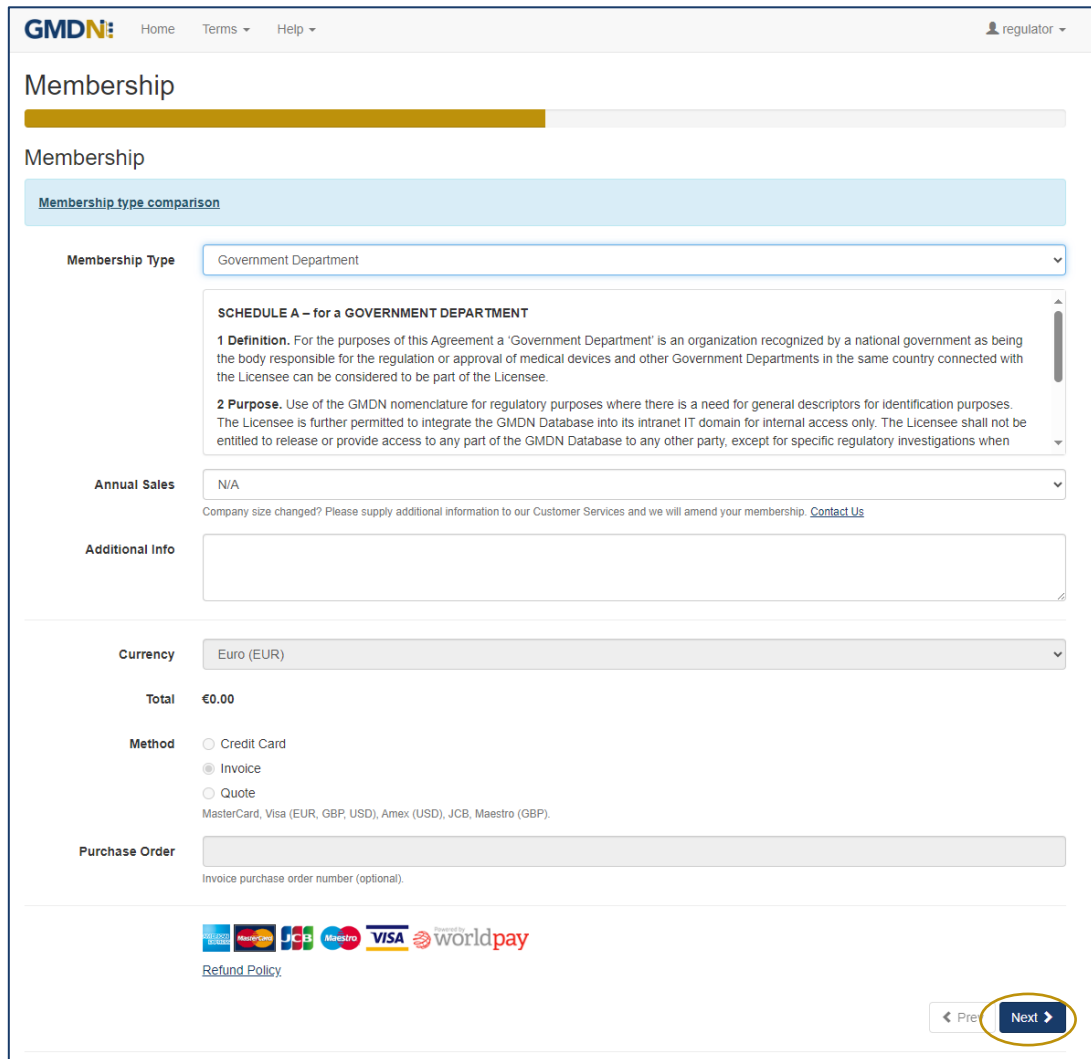 GMDN Home Terms Help regulator
Membership
Membership
Membership type comparison
Membership Type Government Department
SCHEDULE A – for a GOVERNMENT DEPARTMENT
1 Definition. For the purposes of this Agreement a 'Government Department' is an organization recognized by a national government as being
the body responsible for the regulation or approval of medical devices and other Government Departments in the same country connected with
the Licensee can be considered to be part of the Licensee.
2 Purpose. Use of the GMDN nomenclature for regulatory purposes where there is a need for general descriptors for identification purposes.
The Licensee is further permitted to integrate the GMDN Database into its intranet IT domain for internal access only. The Licensee shall not be
entitled to release or provide access to any part of the GMDN Database to any other party, except for specific regulatory investigations when
Annual Sales N/A
Company size changed? Please supply additional information to our Customer Services and we will amend your membership. Contact Us
Additional Info
Currency Euro (EUR)
Total €0.00
Method Credit Card
Invoice
Quote
MasterCard, Visa (EUR, GBP, USD), Amex (USD), JCB, Maestro (GBP).
Purchase Order
Invoice purchase order number (optional).
AMERICAN EXPRESS MasterCard JCB Maestro VISA Powered by worldpay
Refund Policy
Prev Next